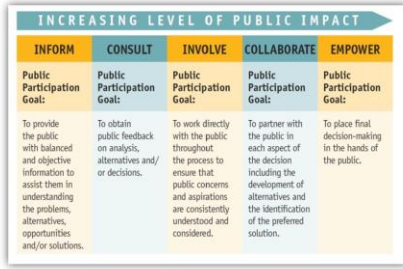 INCREASING LEVEL OF PUBLIC IMPACT
INFORM
Public
Participation
Goal:
To provide
the public
with balanced
and objective
information to
assist them in
understanding
the problems,
alternatives,
opportunities
and/or solutions.
CONSULT
Public
Participation
Goal:
To obtain
public feedback
on analysis,
alternatives and/
or decisions.
INVOLVE
Public
Participation
Goal:
To work directly
with the public
throughout
the process to
ensure that
public concerns
and aspirations
are consistently
understood and
considered.
COLLABORATE
Public
Participation
Goal:
To partner with
the public in
each aspect of
the decision
including the
development of
alternatives and
the identification
of the preferred
solution.
EMPOWER
Public
Participation
Goal:
To place final
decision-making
in the hands of
the public.